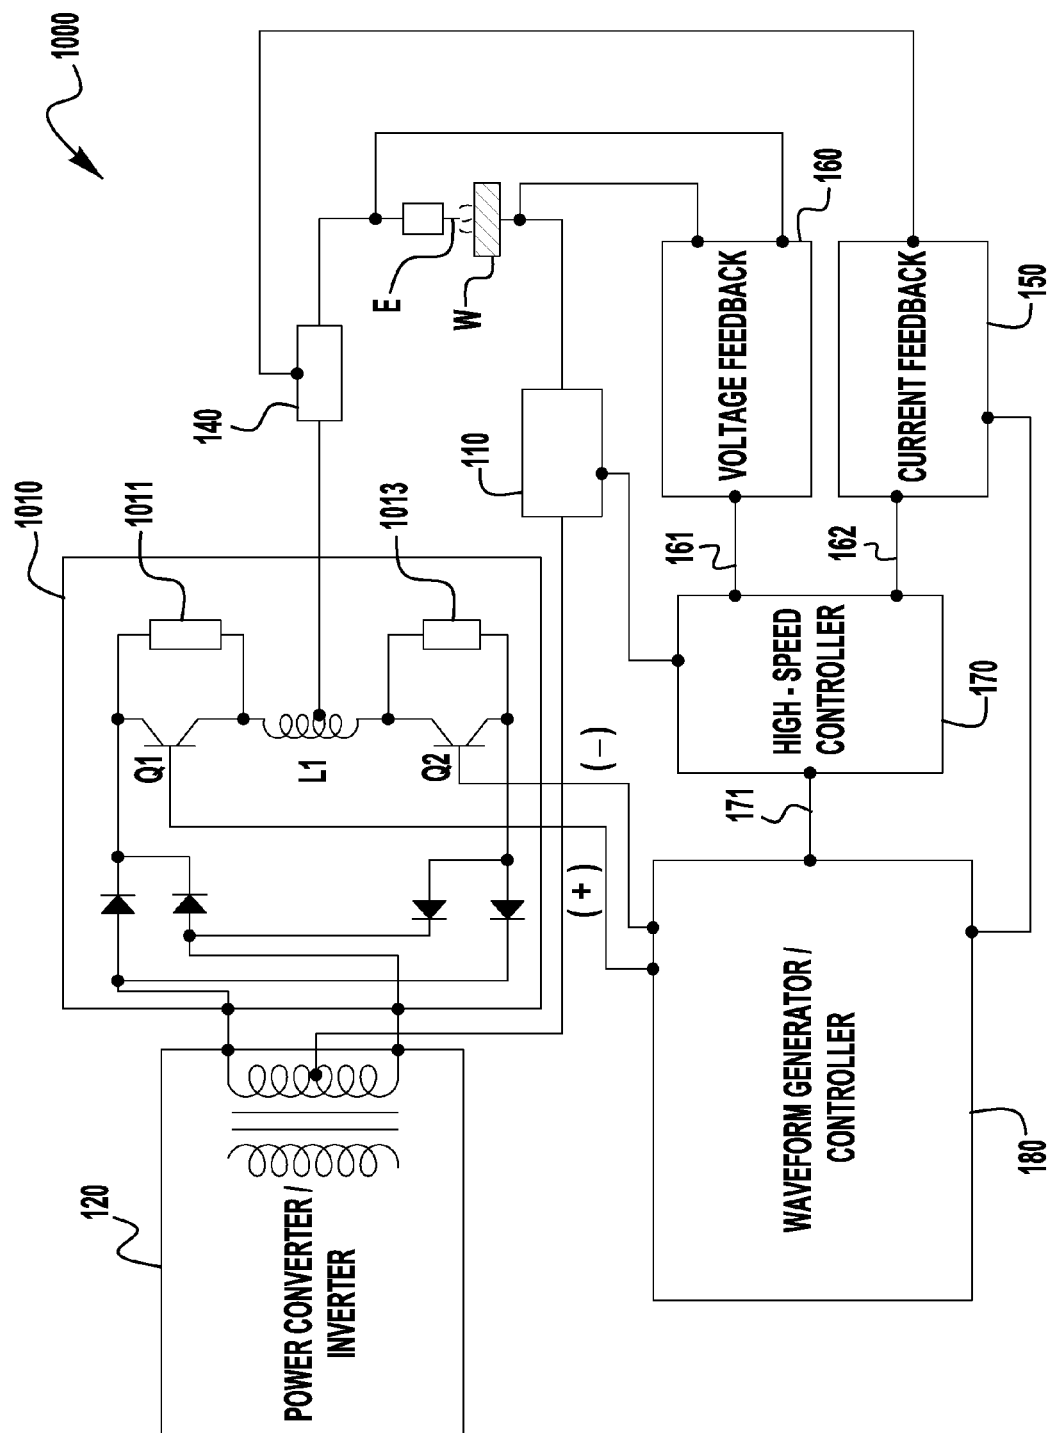 1000
1010
1011
140
E
W
110
1013
160
VOLTAGE FEEDBACK
150
CURRENT FEEDBACK
161
162
Q1
L1
Q2
(-)
(+)
HIGH - SPEED
CONTROLLER
170
171
120
POWER CONVERTER /
INVERTER
WAVEFORM GENERATOR /
CONTROLLER
180